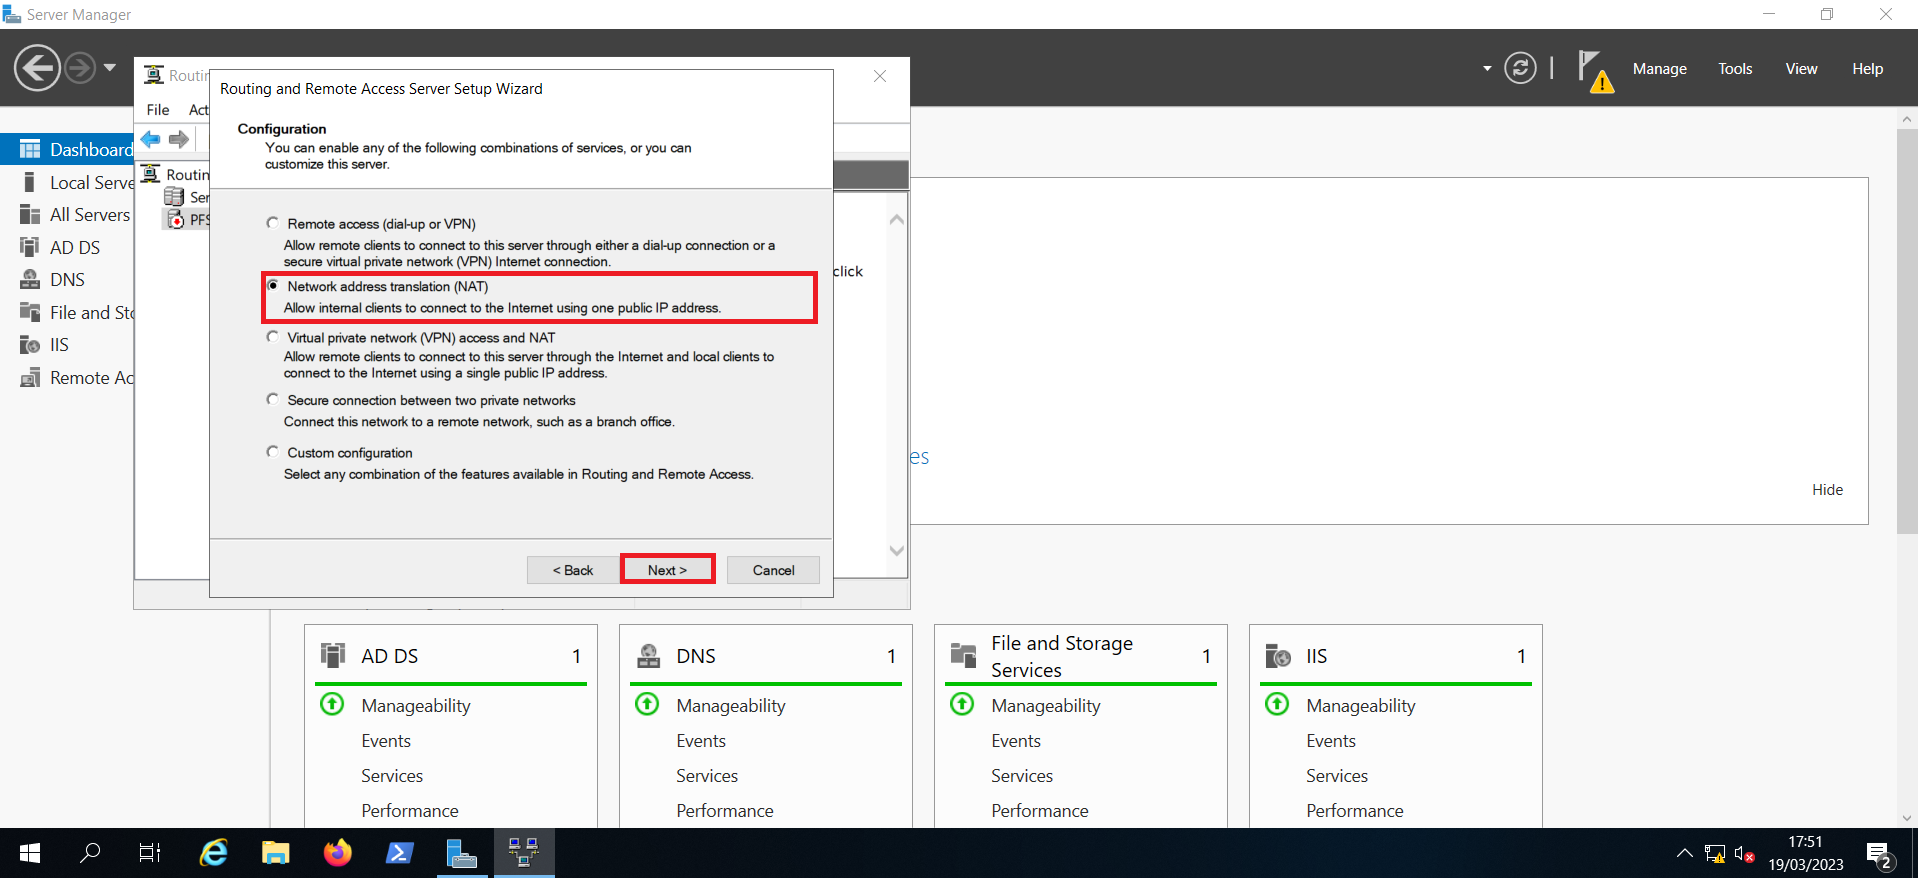 Server Manager
Manage
Tools
View
Help
Dashboard
Local Serve
All Servers
AD DS
DNS
File and Sto
IIS
Remote Ac
Routin
File
Act
Routin
Ser
PFS
click
es
Hide
Routing and Remote Access Server Setup Wizard
Configuration
You can enable any of the following combinations of services, or you can
customize this server.
Remote access (dial-up or VPN)
Allow remote clients to connect to this server through either a dial-up connection or a
secure virtual private network (VPN) Internet connection.
Network address translation (NAT)
Allow internal clients to connect to the Internet using one public IP address.
Virtual private network (VPN) access and NAT
Allow remote clients to connect to this server through the Internet and local clients to
connect to the Internet using a single public IP address.
Secure connection between two private networks
Connect this network to a remote network, such as a branch office.
Custom configuration
Select any combination of the features available in Routing and Remote Access.
< Back
Next >
Cancel
AD DS
1
Manageability
Events
Services
Performance
DNS
1
Manageability
Events
Services
Performance
File and Storage
Services
1
Manageability
Events
Services
Performance
IIS
1
Manageability
Events
Services
Performance
17:51
19/03/2023
2